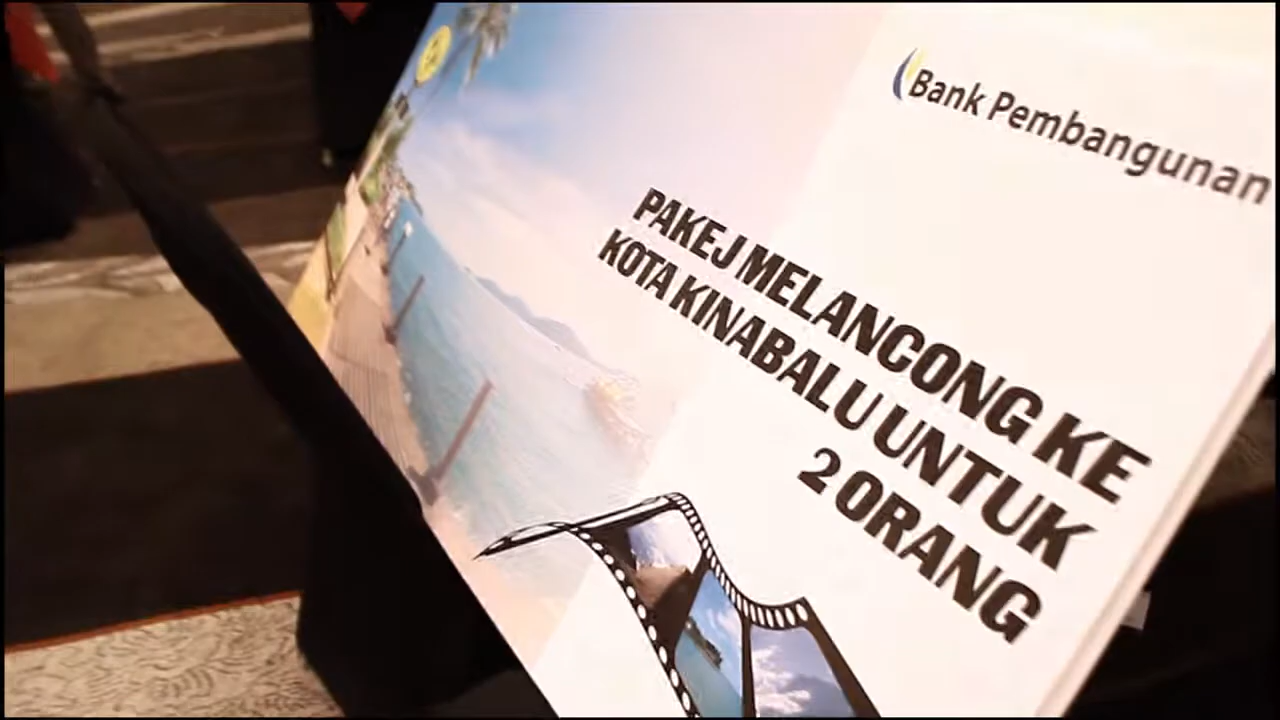 Bank Pembangunan
PAKEJ MELANCONG KE
KOTA KINABALU UNTUK
2 ORANG